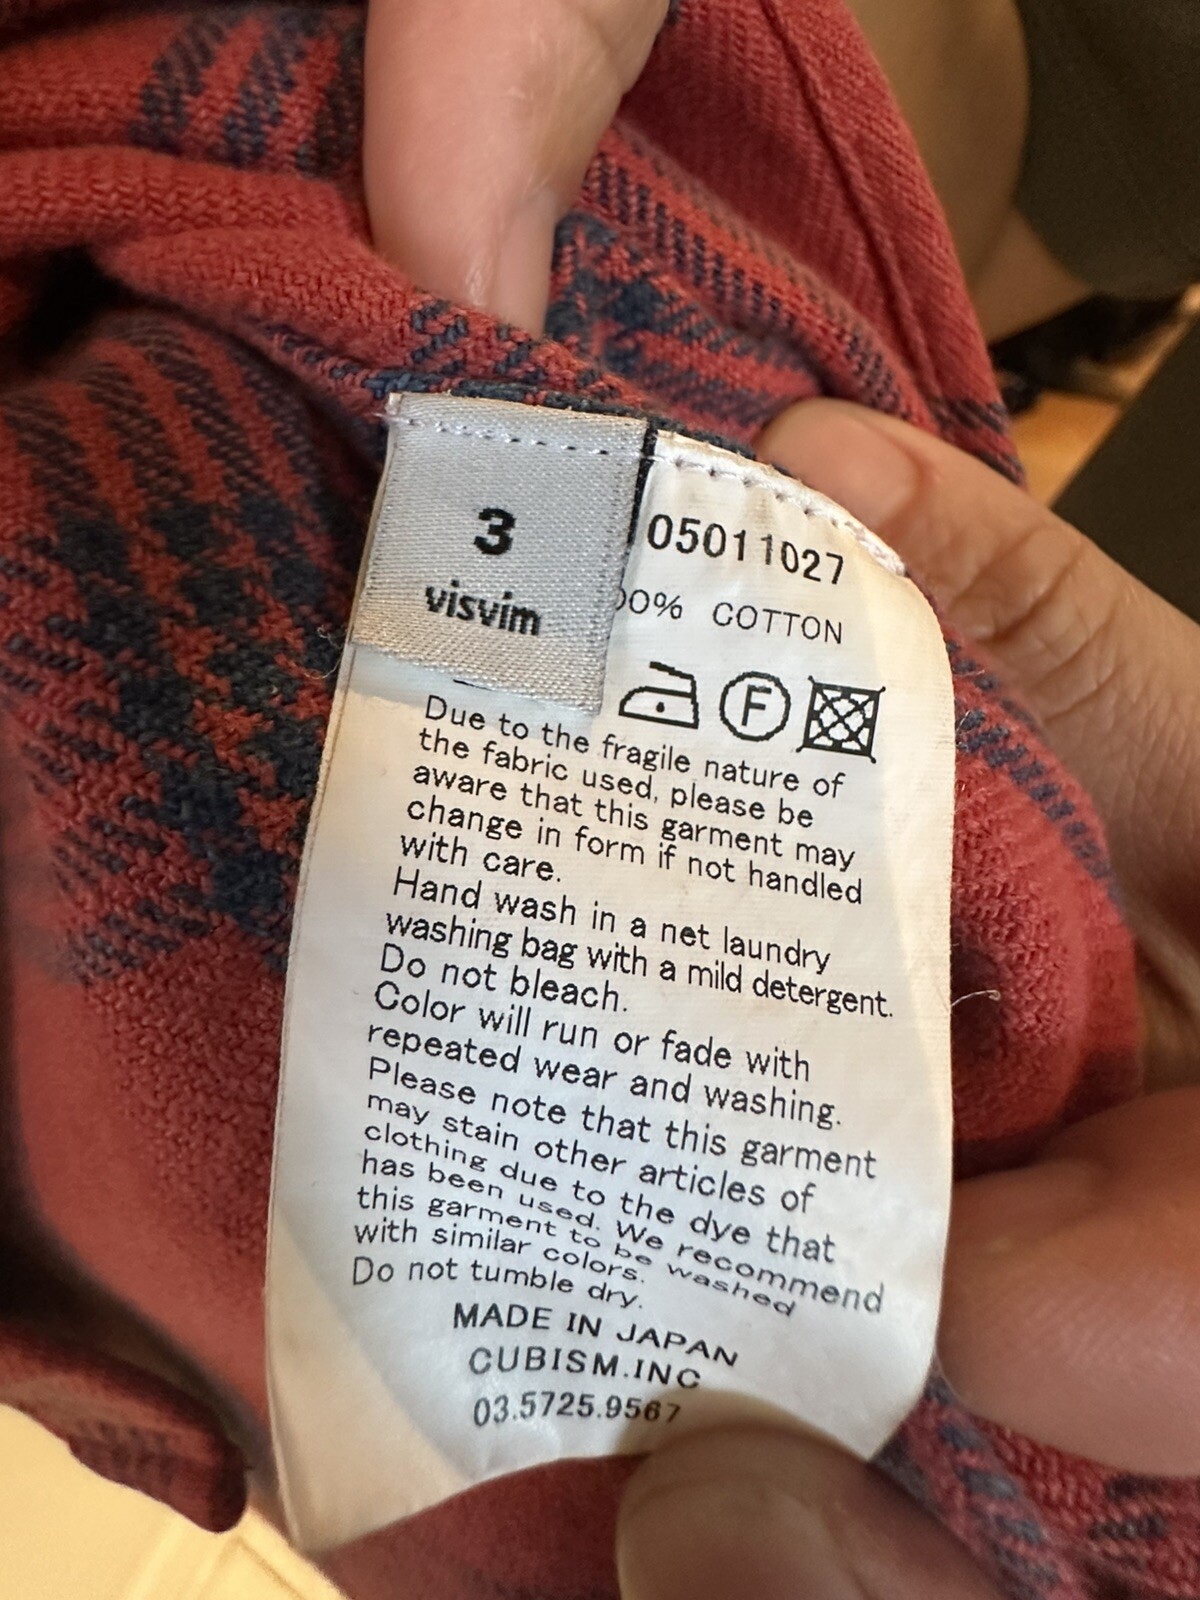 3
visvim
05011027
00% COTTON
F
Due to the fragile nature of
the fabric used, please be
aware that this garment may
change in form if not handled
with care.
Hand wash in a net laundry
washing bag with a mild detergent.
Do not bleach.
Color will run or fade with
repeated wear and washing.
Please note that this garment
may stain other articles of
clothing due to the dye that
has been used. We recommend
this garment to be washed
with similar colors.
Do not tumble dry.
MADE IN JAPAN
CUBISM.INC
03.5725.9567